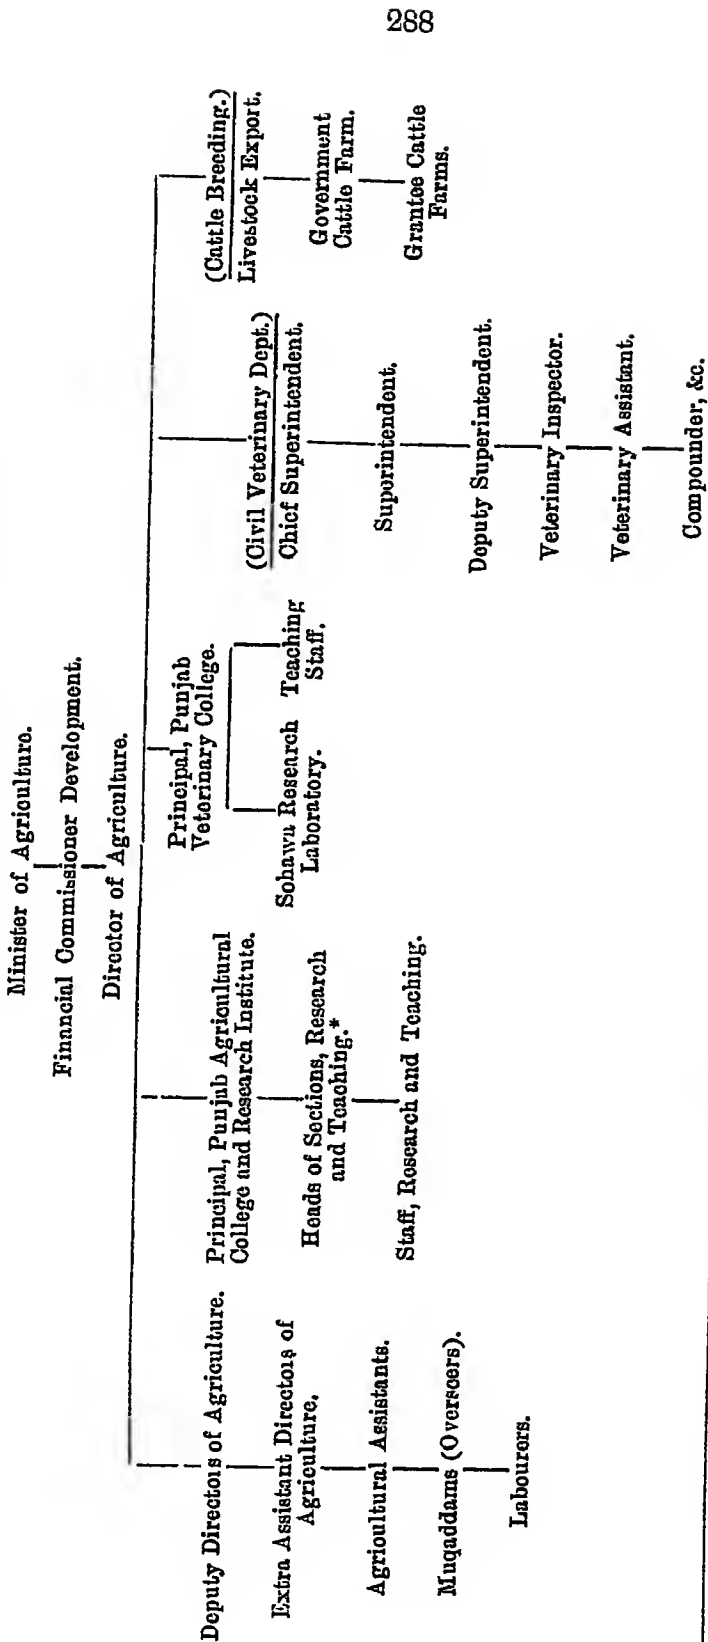 288
Minister of Agriculture.
Financial Commissioner Development.
Director of Agriculture.
Deputy Directors of Agriculture.
Extra Assistant Directors of
Agriculture.
Agricultural Assistants.
Muqaddams (Overseers).
Labourers.
Principal, Punjab Agricultural
College and Research Institute.
Heads of Sections, Research
and Teaching.*
Staff, Research and Teaching.
Principal, Punjab
Veterinary College.
Sohawa Research
Laboratory.
Teaching
Staff.
(Civil Veterinary Dept.)
Chief Superintendent.
Superintendent.
Deputy Superintendent.
Veterinary Inspector.
Veterinary Assistant.
Compounder, &c.
(Cattle Breeding.)
Livestock Export.
Government
Cattle Farm.
Grantee Cattle
Farms.